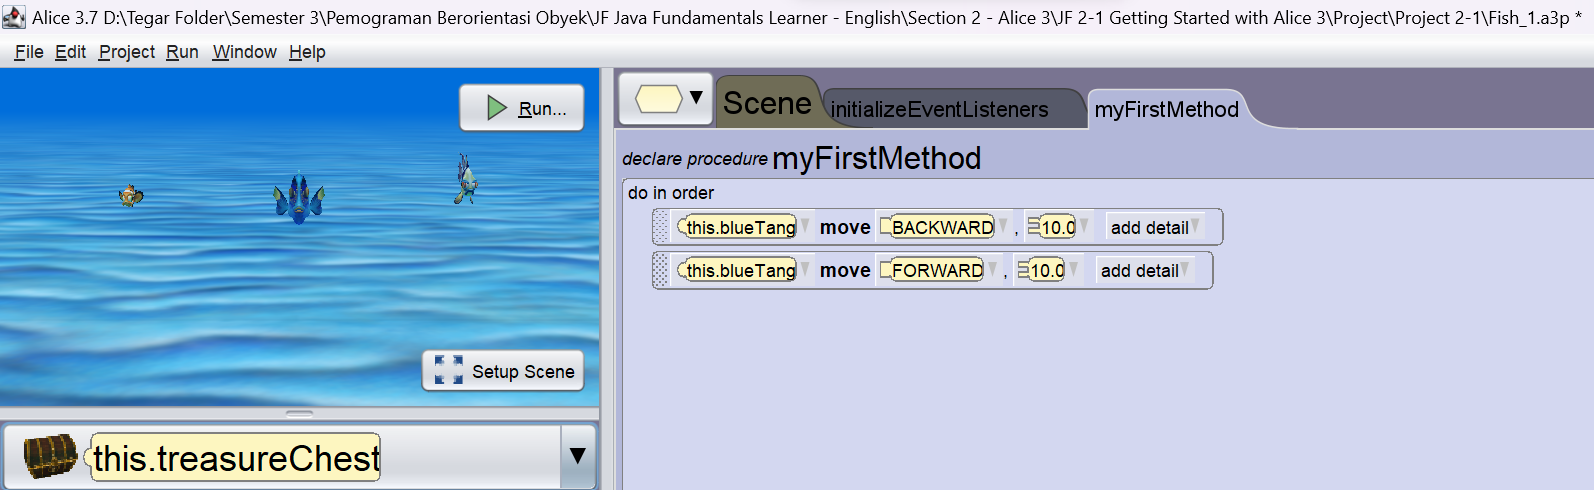 Alice 3.7 D:\Tegar Folder\Semester 3\Pemograman Berorientasi Obyek\JF Java Fundamentals Learner - English\Section 2 - Alice 3\JF 2-1 Getting Started with Alice 3\Project\Project 2-1\Fish_1.a3p *
File Edit Project Run Window Help
Run...
Scene initializeEventListeners myFirstMethod
declare procedure myFirstMethod
do in order
this.blueTang move BACKWARD , 10.0 add detail
this.blueTang move FORWARD , 10.0 add detail
Setup Scene
this.treasureChest